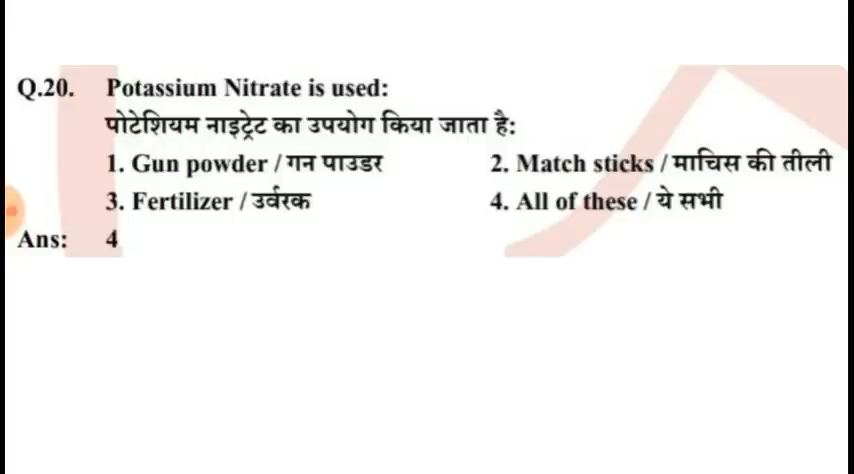 Q.20. Potassium Nitrate is used:
पोटेशियम नाइट्रेट का उपयोग किया जाता है:
1. Gun powder / गन पाउडर 2. Match sticks / माचिस की तीली
3. Fertilizer / उर्वरक 4. All of these / ये सभी
Ans: 4